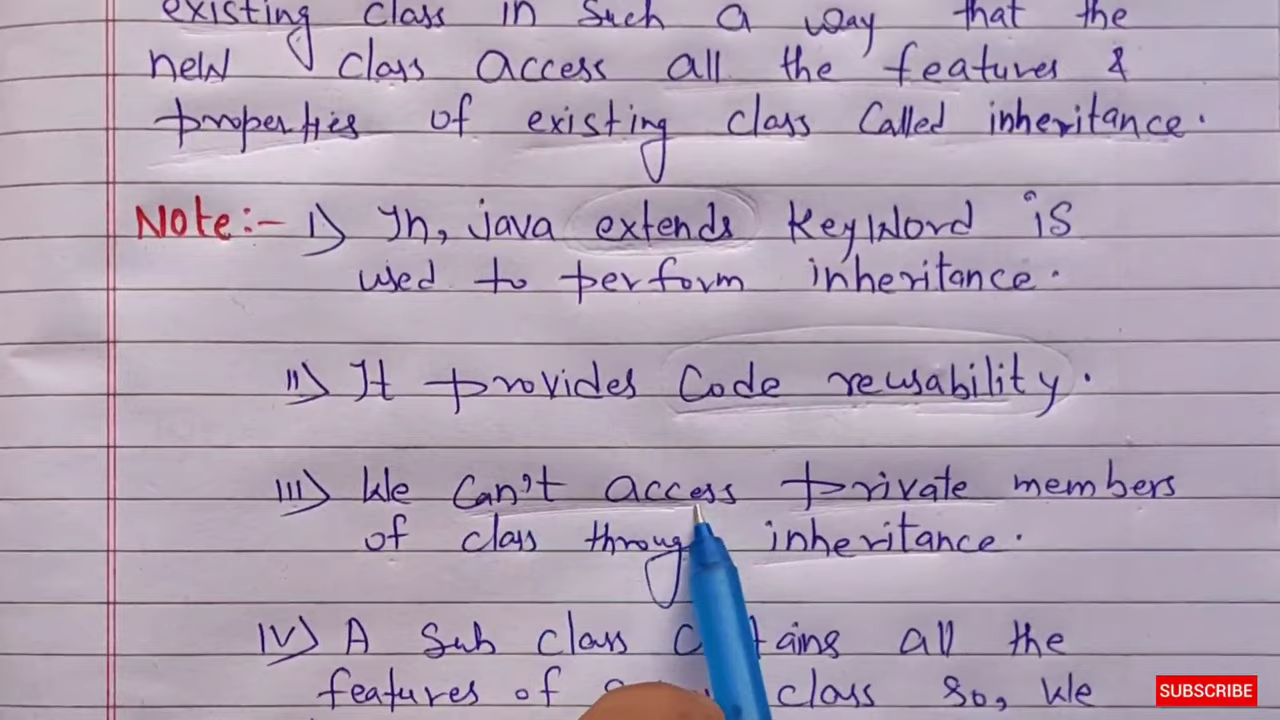 existing class in such a way that the
new class access all the features &
properties of existing class called inheritance.
Note:- i) In, java extends keyword is
used to perform inheritance.
ii) It provides code reusability.
iii) We can't access private members
of class through inheritance.
iv) A sub class all the
features of class so, we
SUBSCRIBE